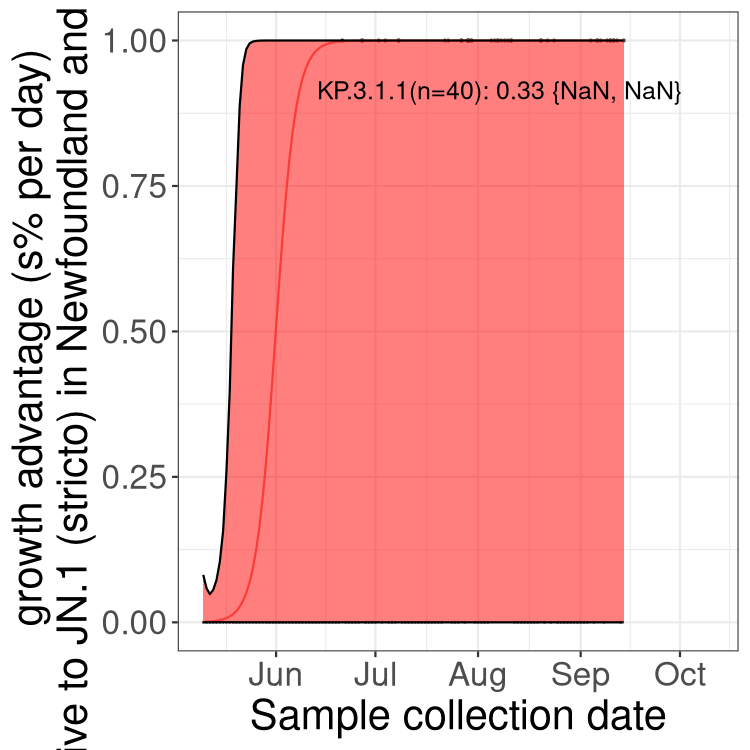 growth advantage (s% per day)
ive to JN.1 (stricto) in Newfoundland and
1.00
0.75
0.50
0.25
0.00
KP.3.1.1(n=40): 0.33 {NaN, NaN}
Jun Jul Aug Sep Oct
Sample collection date